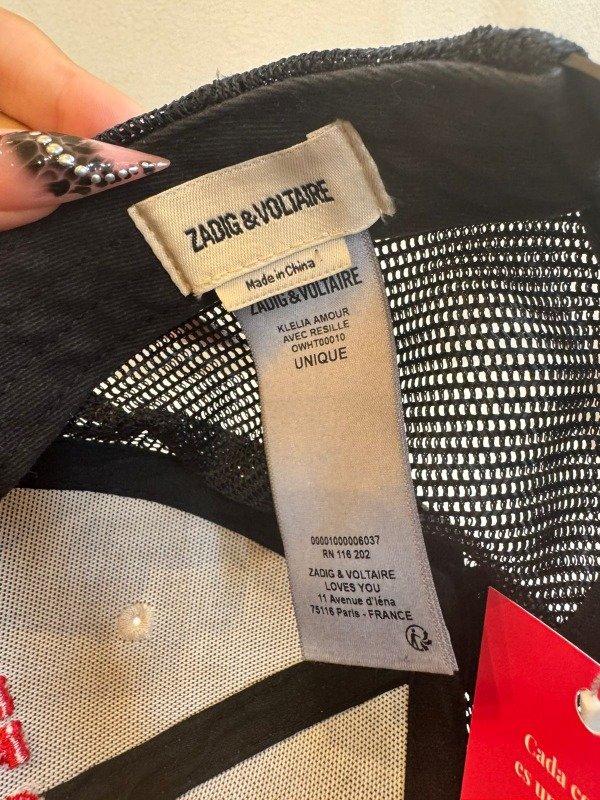 ZADIG & VOLTAIRE
Made in China
ZADIG & VOLTAIRE
KLELIA AMOUR
AVEC RESILLE
OWHT00010
UNIQUE
00001000006037
RN 116 202
ZADIG & VOLTAIRE
LOVES YOU
11 Avenue d'Iéna
75116 Paris - FRANCE
Cada
es